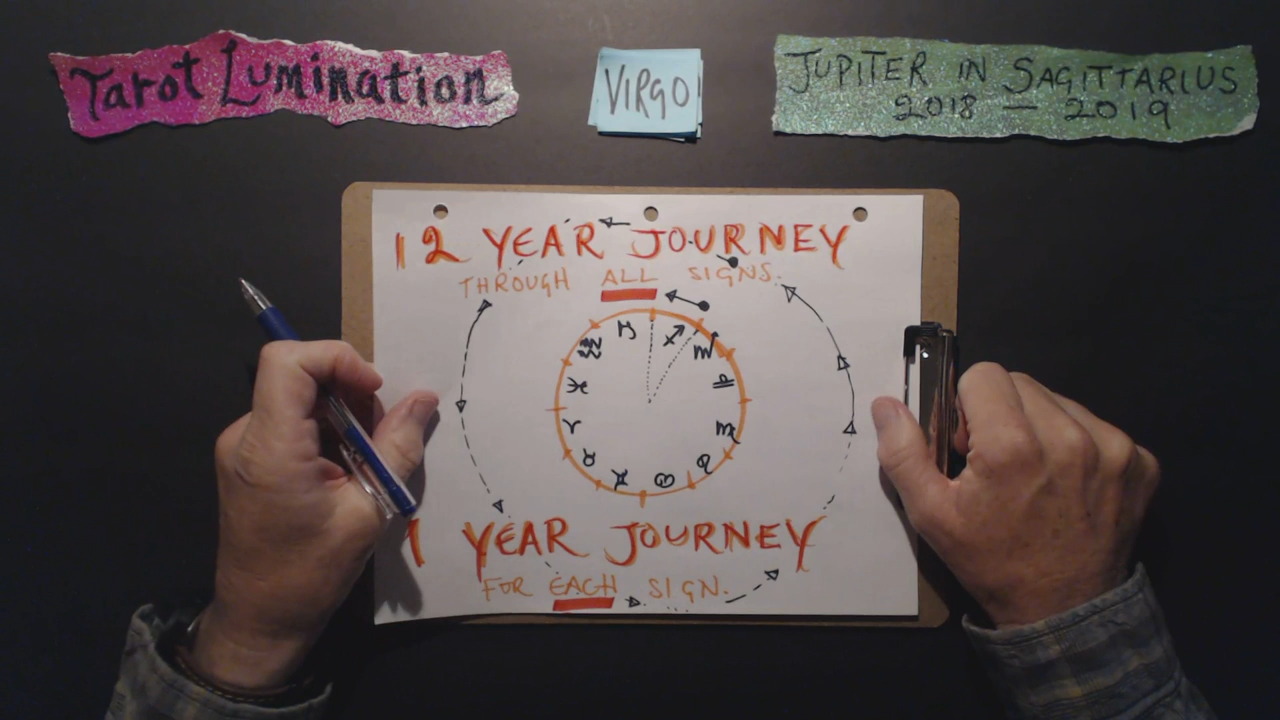 Tarot Lumination
VIRGO
JUPITER IN SAGITTARIUS
2018 — 2019
12 YEAR JOURNEY
THROUGH ALL SIGNS.
♑ ♐ ♏ ♎ ♍ ♌ ♋ ♊ ♉ ♈ ♓ ♒
1 YEAR JOURNEY
FOR EACH SIGN.